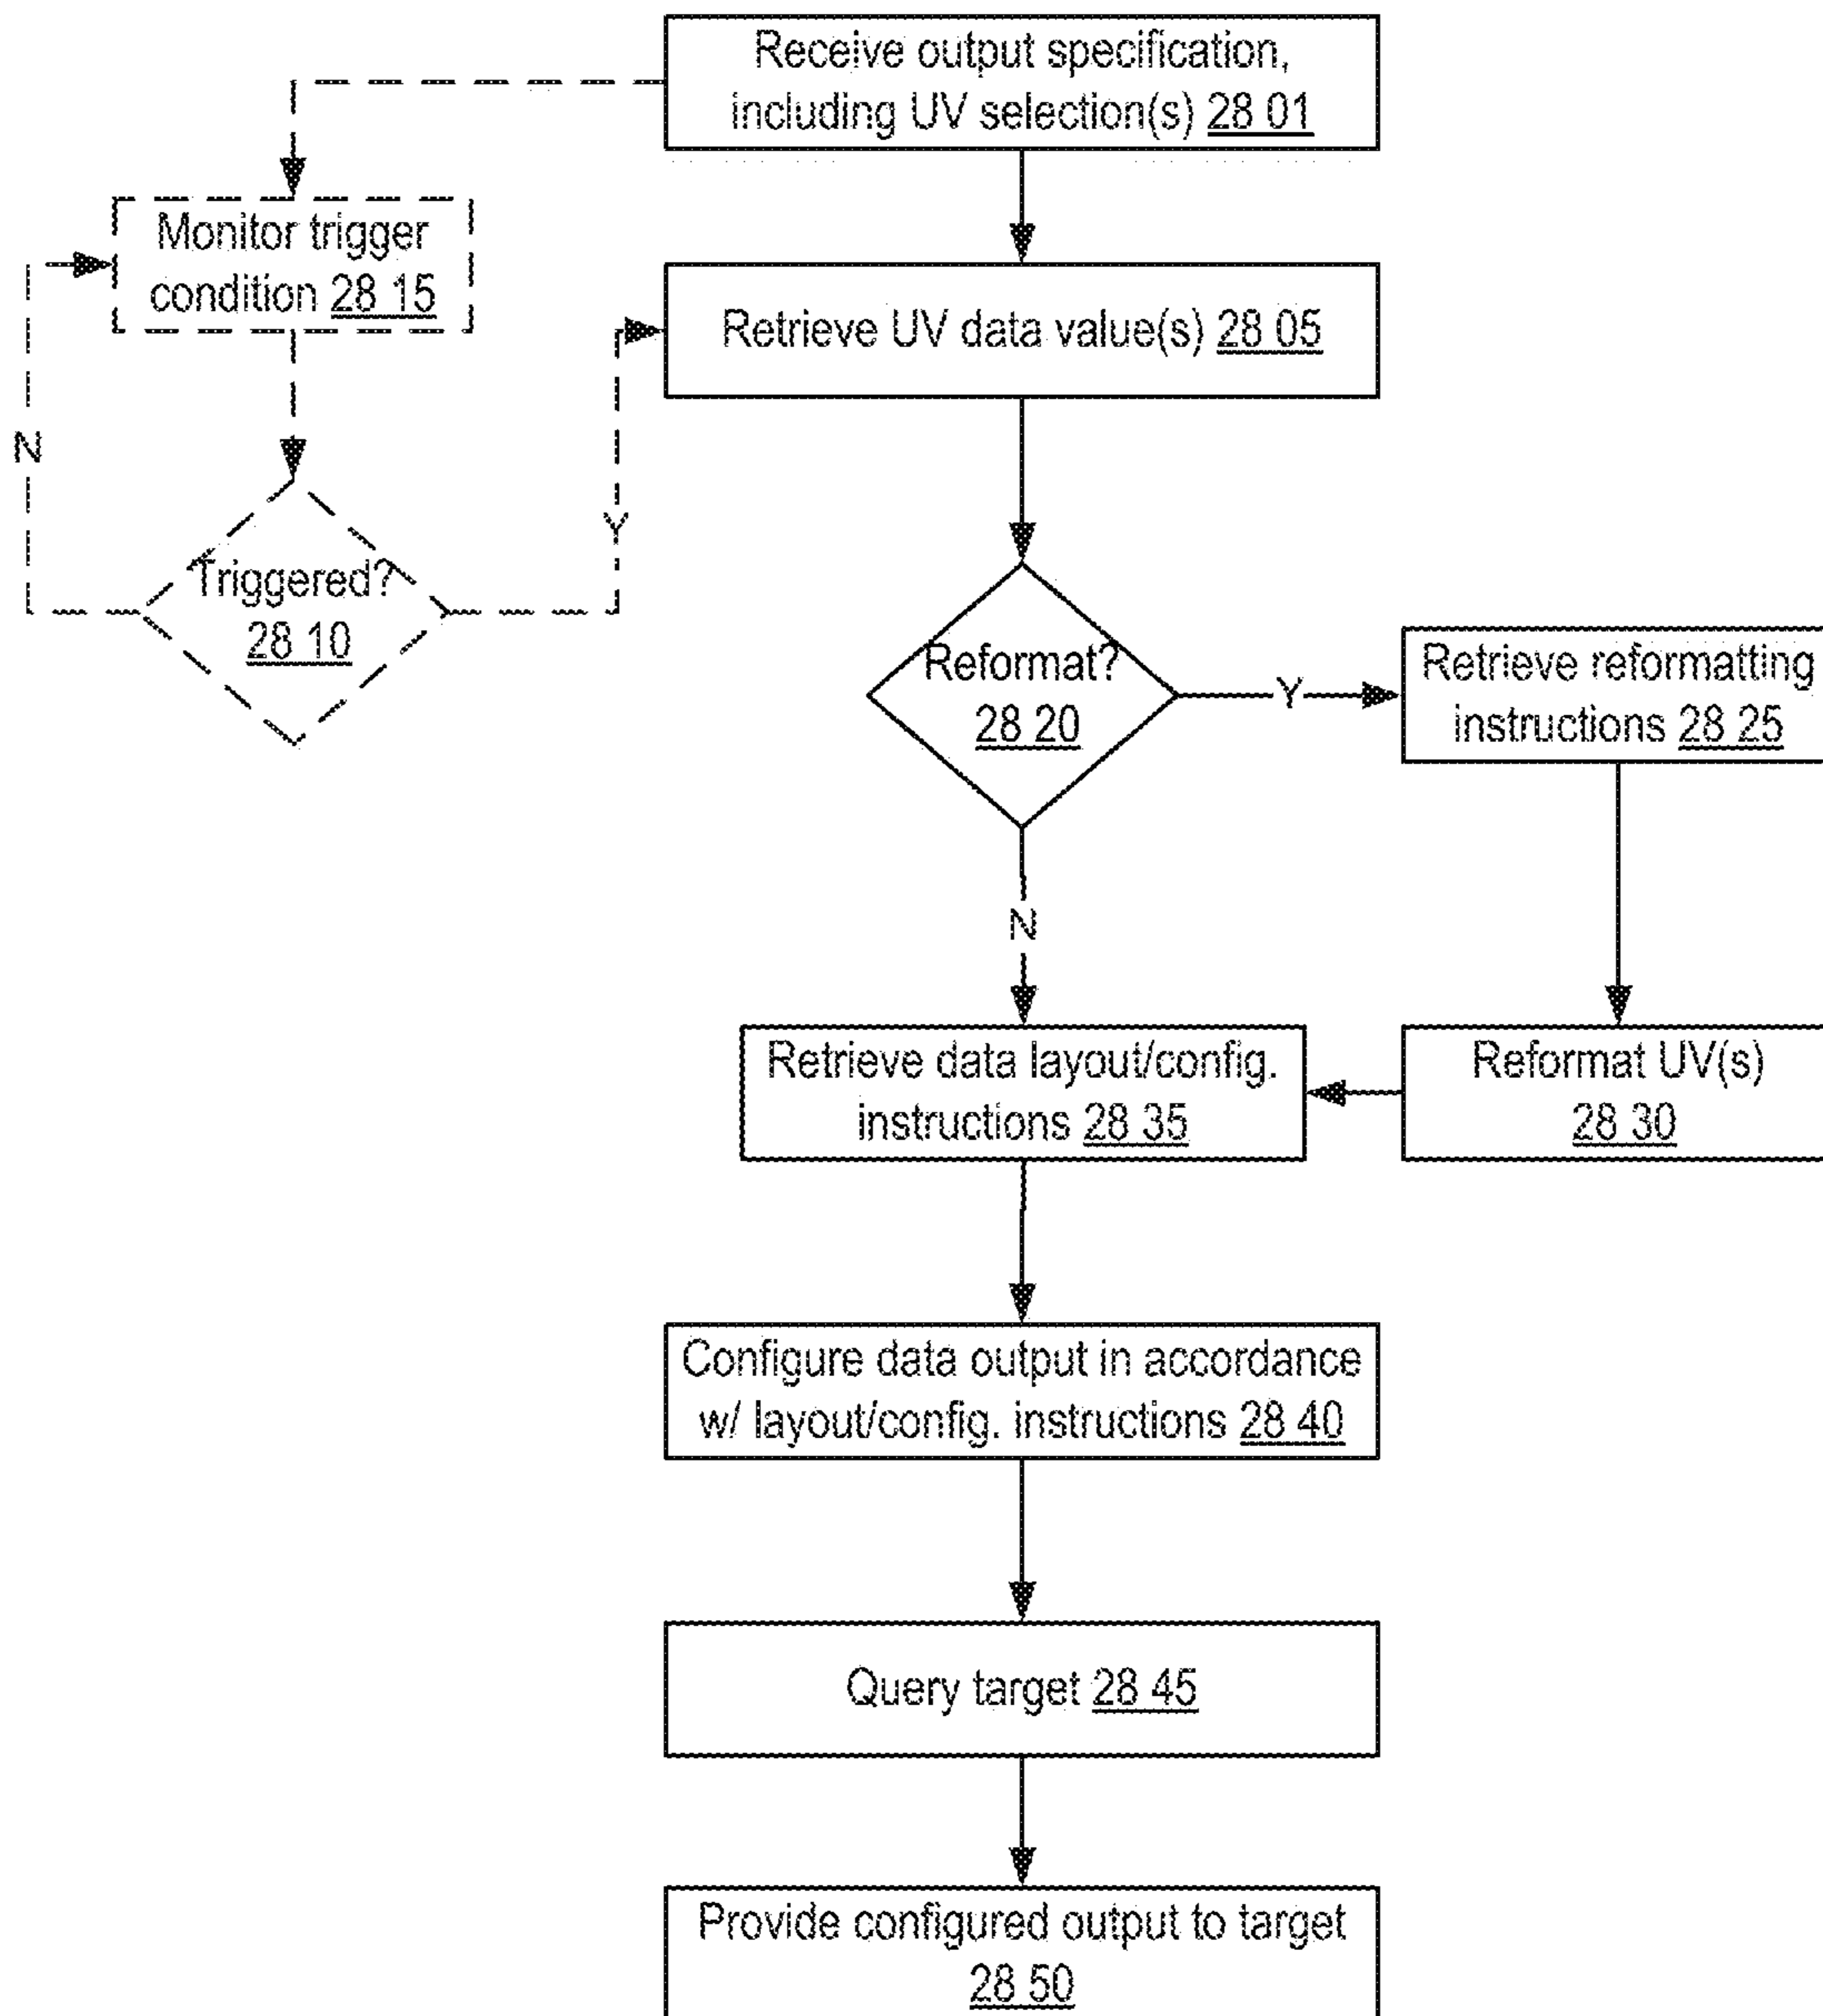 Receive output specification,
including UV selection(s) 28 01
Monitor trigger
condition 28 15
Retrieve UV data value(s) 28 05
N
Y
Triggered?
28 10
Reformat?
28 20
Y
Retrieve reformatting
instructions 28 25
N
Retrieve data layout/config.
instructions 28 35
Reformat UV(s)
28 30
Configure data output in accordance
w/ layout/config. instructions 28 40
Query target 28 45
Provide configured output to target
28 50